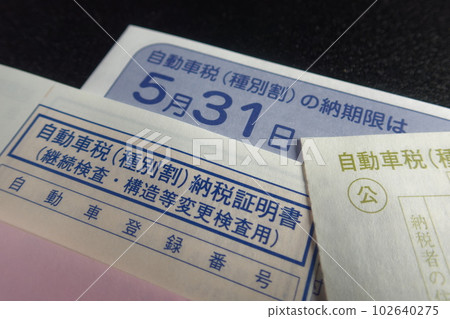 自動車税(種別割)の納期限は
5月31日
自動車税(種別割)納税証明書
(継続検査・構造等変更検査用)
自動車登録番号
自動車税(種
公
納税者の住
PIXTA
102640275